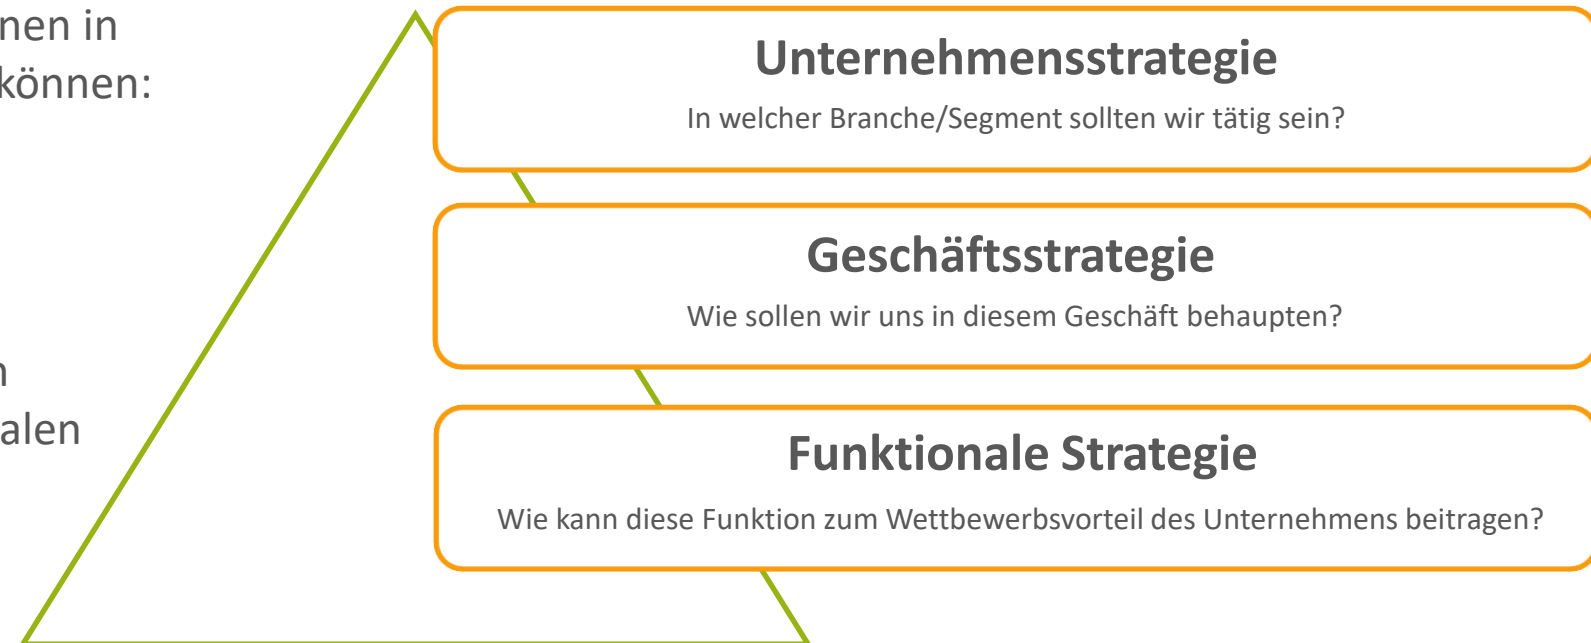 nen in
können:
n
alen
Unternehmensstrategie
In welcher Branche/Segment sollten wir tätig sein?
Geschäftsstrategie
Wie sollen wir uns in diesem Geschäft behaupten?
Funktionale Strategie
Wie kann diese Funktion zum Wettbewerbsvorteil des Unternehmens beitragen?